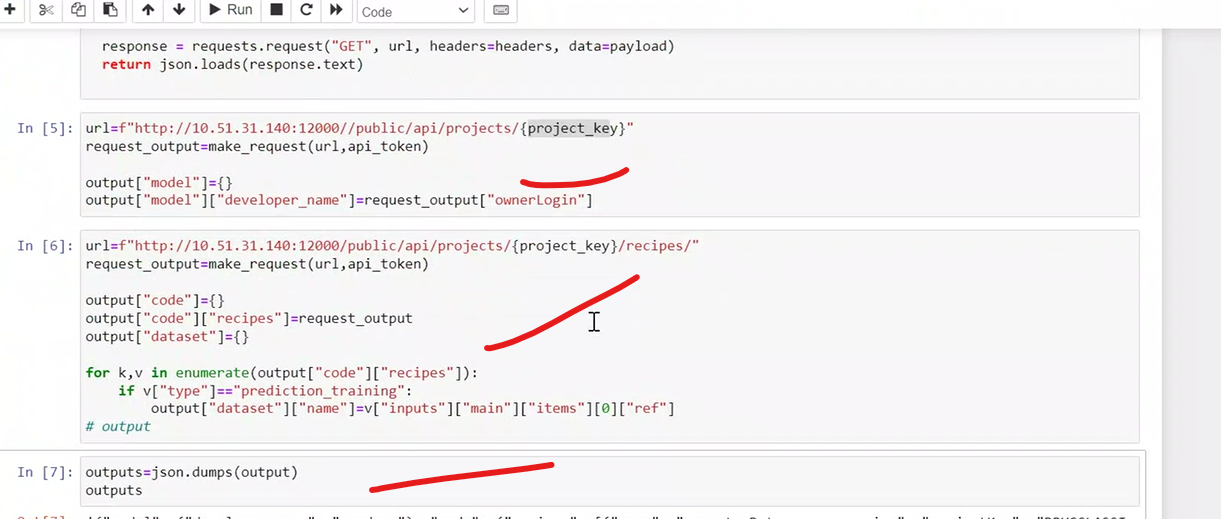 Run
Code
response = requests.request("GET", url, headers=headers, data=payload)
return json.loads(response.text)
In [5]:
url=f"http://10.51.31.140:12000//public/api/projects/{project_key}"
request_output=make_request(url,api_token)
output["model"]={}
output["model"]["developer_name"]=request_output["ownerLogin"]
In [6]:
url=f"http://10.51.31.140:12000/public/api/projects/{project_key}/recipes/"
request_output=make_request(url,api_token)
output["code"]={}
output["code"]["recipes"]=request_output
output["dataset"]={}
for k,v in enumerate(output["code"]["recipes"]):
if v["type"]=="prediction_training":
output["dataset"]["name"]=v["inputs"]["main"]["items"][0]["ref"]
# output
In [7]:
outputs=json.dumps(output)
outputs